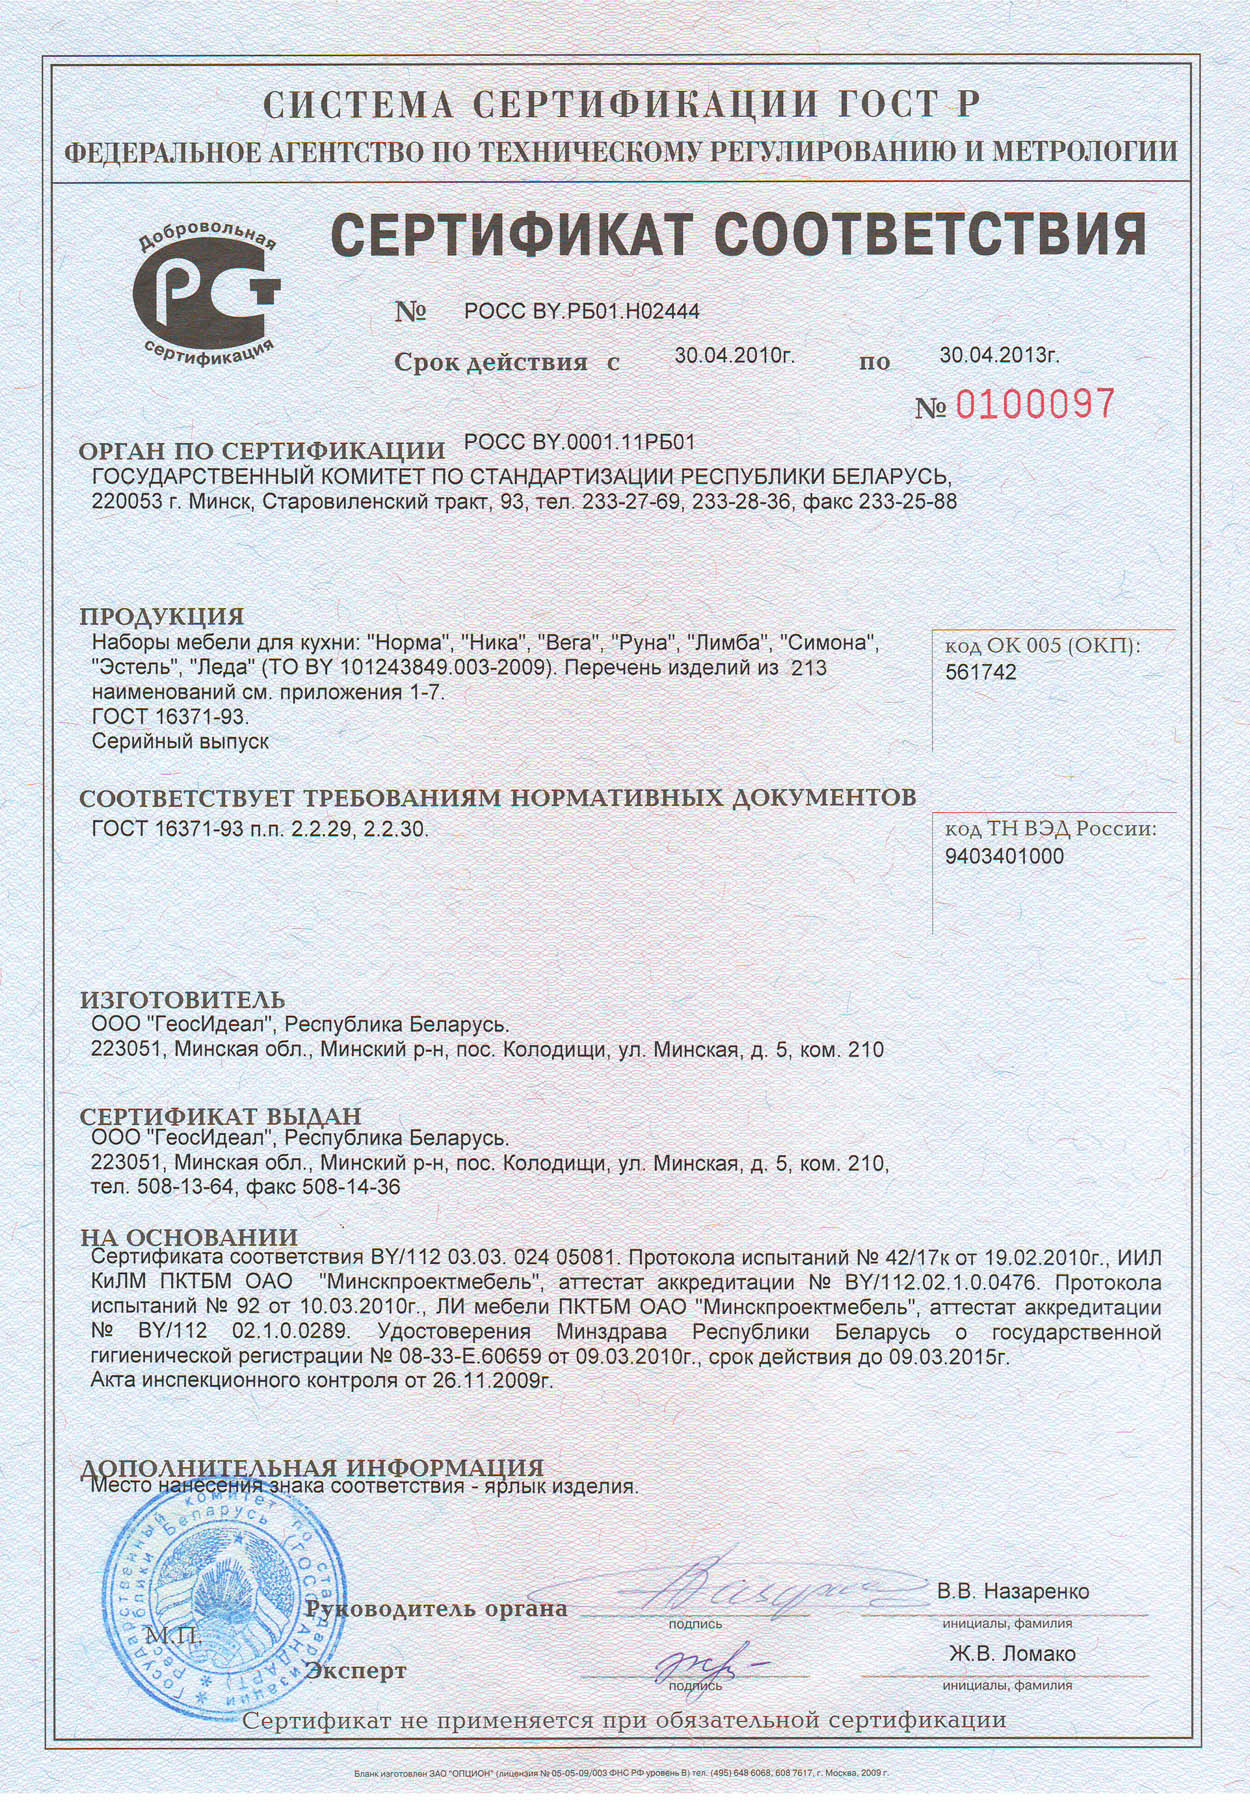 СИСТЕМА СЕРТИФИКАЦИИ ГОСТ Р
ФЕДЕРАЛЬНОЕ АГЕНТСТВО ПО ТЕХНИЧЕСКОМУ РЕГУЛИРОВАНИЮ И МЕТРОЛОГИИ
Добровольная
РСТ
сертификация
СЕРТИФИКАТ СООТВЕТСТВИЯ
№ РОСС BY.РБ01.Н02444
Срок действия с 30.04.2010г. по 30.04.2013г.
№ 0100097
ОРГАН ПО СЕРТИФИКАЦИИ РОСС BY.0001.11РБ01
ГОСУДАРСТВЕННЫЙ КОМИТЕТ ПО СТАНДАРТИЗАЦИИ РЕСПУБЛИКИ БЕЛАРУСЬ,
220053 г. Минск, Старовиленский тракт, 93, тел. 233-27-69, 233-28-36, факс 233-25-88
ПРОДУКЦИЯ
Наборы мебели для кухни: "Норма", "Ника", "Вега", "Руна", "Лимба", "Симона",
"Эстель", "Леда" (ТО BY 101243849.003-2009). Перечень изделий из 213
наименований см. приложения 1-7.
ГОСТ 16371-93.
Серийный выпуск
код ОК 005 (ОКП):
561742
СООТВЕТСТВУЕТ ТРЕБОВАНИЯМ НОРМАТИВНЫХ ДОКУМЕНТОВ
ГОСТ 16371-93 п.п. 2.2.29, 2.2.30.
код ТН ВЭД России:
9403401000
ИЗГОТОВИТЕЛЬ
ООО "ГеосИдеал", Республика Беларусь.
223051, Минская обл., Минский р-н, пос. Колодищи, ул. Минская, д. 5, ком. 210
СЕРТИФИКАТ ВЫДАН
ООО "ГеосИдеал", Республика Беларусь.
223051, Минская обл., Минский р-н, пос. Колодищи, ул. Минская, д. 5, ком. 210,
тел. 508-13-64, факс 508-14-36
НА ОСНОВАНИИ
Сертификата соответствия BY/112 03.03. 024 05081. Протокола испытаний № 42/17к от 19.02.2010г., ИИЛ
КиЛМ ПКТБМ ОАО "Минскпроектмебель", аттестат аккредитации № BY/112.02.1.0.0476. Протокола
испытаний № 92 от 10.03.2010г., ЛИ мебели ПКТБМ ОАО "Минскпроектмебель", аттестат аккредитации
№ BY/112 02.1.0.0289. Удостоверения Минздрава Республики Беларусь о государственной
гигиенической регистрации № 08-33-Е.60659 от 09.03.2010г., срок действия до 09.03.2015г.
Акта инспекционного контроля от 26.11.2009г.
ДОПОЛНИТЕЛЬНАЯ ИНФОРМАЦИЯ
Место нанесения знака соответствия - ярлык изделия.
Государственный комитет по стандартизации
Республики Беларусь (ГОССТАНДАРТ)
М.П.
Руководитель органа
подпись
В.В. Назаренко
инициалы, фамилия
Эксперт
подпись
Ж.В. Ломако
инициалы, фамилия
Сертификат не применяется при обязательной сертификации
Бланк изготовлен ЗАО "ОПЦИОН" (лицензия № 05-05-09/003 ФНС РФ уровень В) тел. (495) 648 6068, 608 7617, г. Москва, 2009 г.